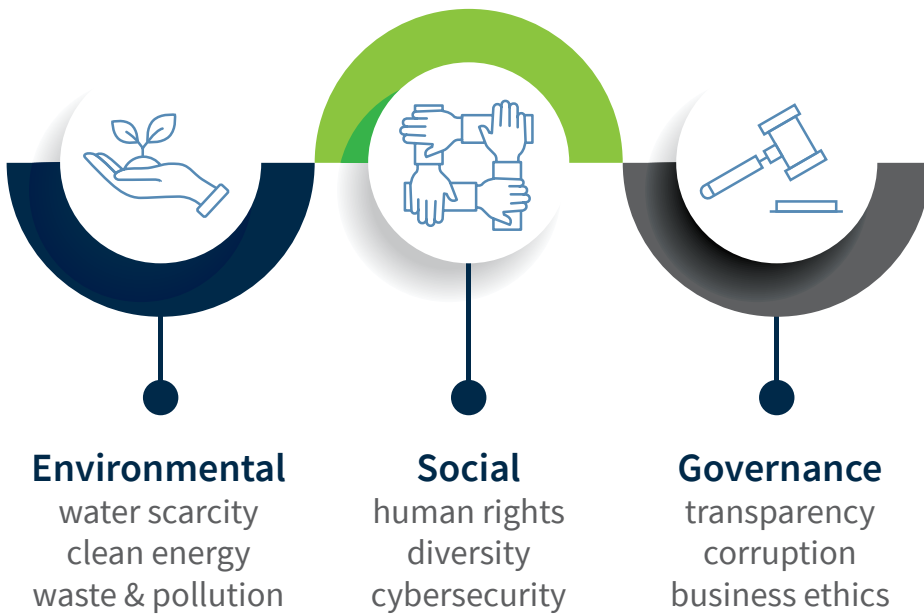 Environmental
water scarcity
clean energy
waste & pollution
Social
human rights
diversity
cybersecurity
Governance
transparency
corruption
business ethics